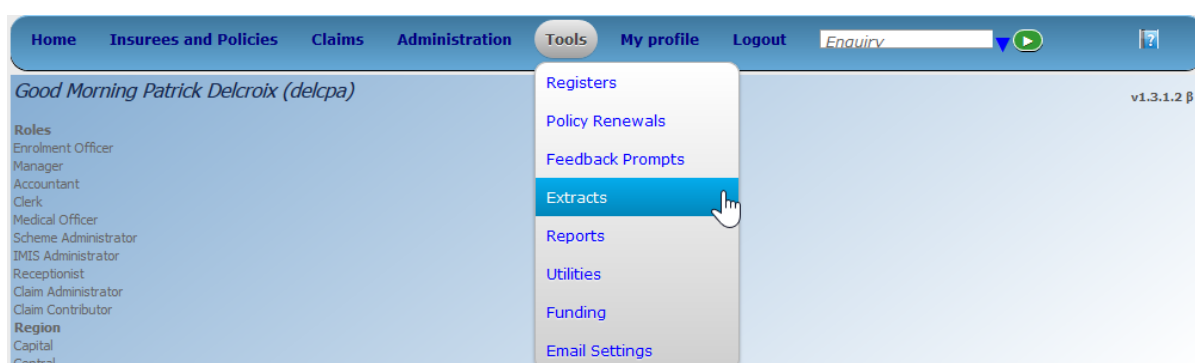 Home Insurees and Policies Claims Administration Tools My profile Logout Enquiry ?
Good Morning Patrick Delcroix (delcpa)
v1.3.1.2 β
Roles
Enrolment Officer
Manager
Accountant
Clerk
Medical Officer
Scheme Administrator
IMIS Administrator
Receptionist
Claim Administrator
Claim Contributor
Region
Capital
Central
Registers
Policy Renewals
Feedback Prompts
Extracts
Reports
Utilities
Funding
Email Settings